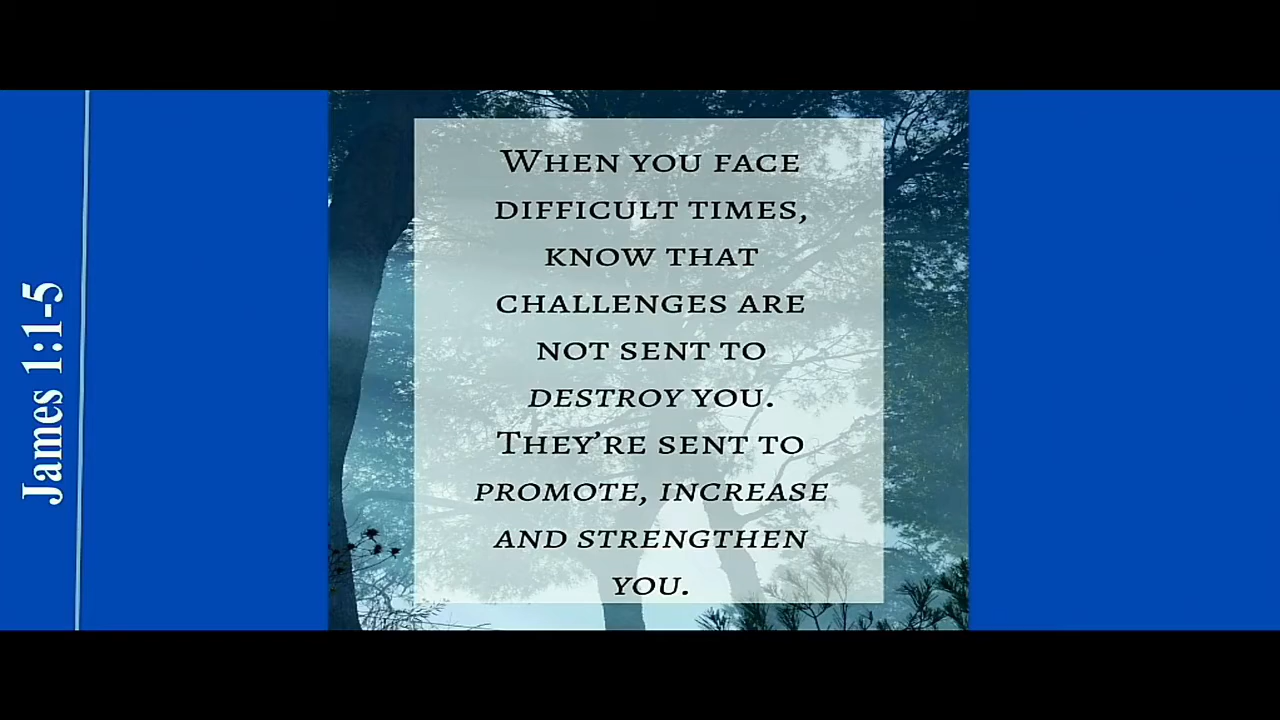 James 1:1-5
WHEN YOU FACE
DIFFICULT TIMES,
KNOW THAT
CHALLENGES ARE
NOT SENT TO
DESTROY YOU.
THEY'RE SENT TO
PROMOTE, INCREASE
AND STRENGTHEN
YOU.